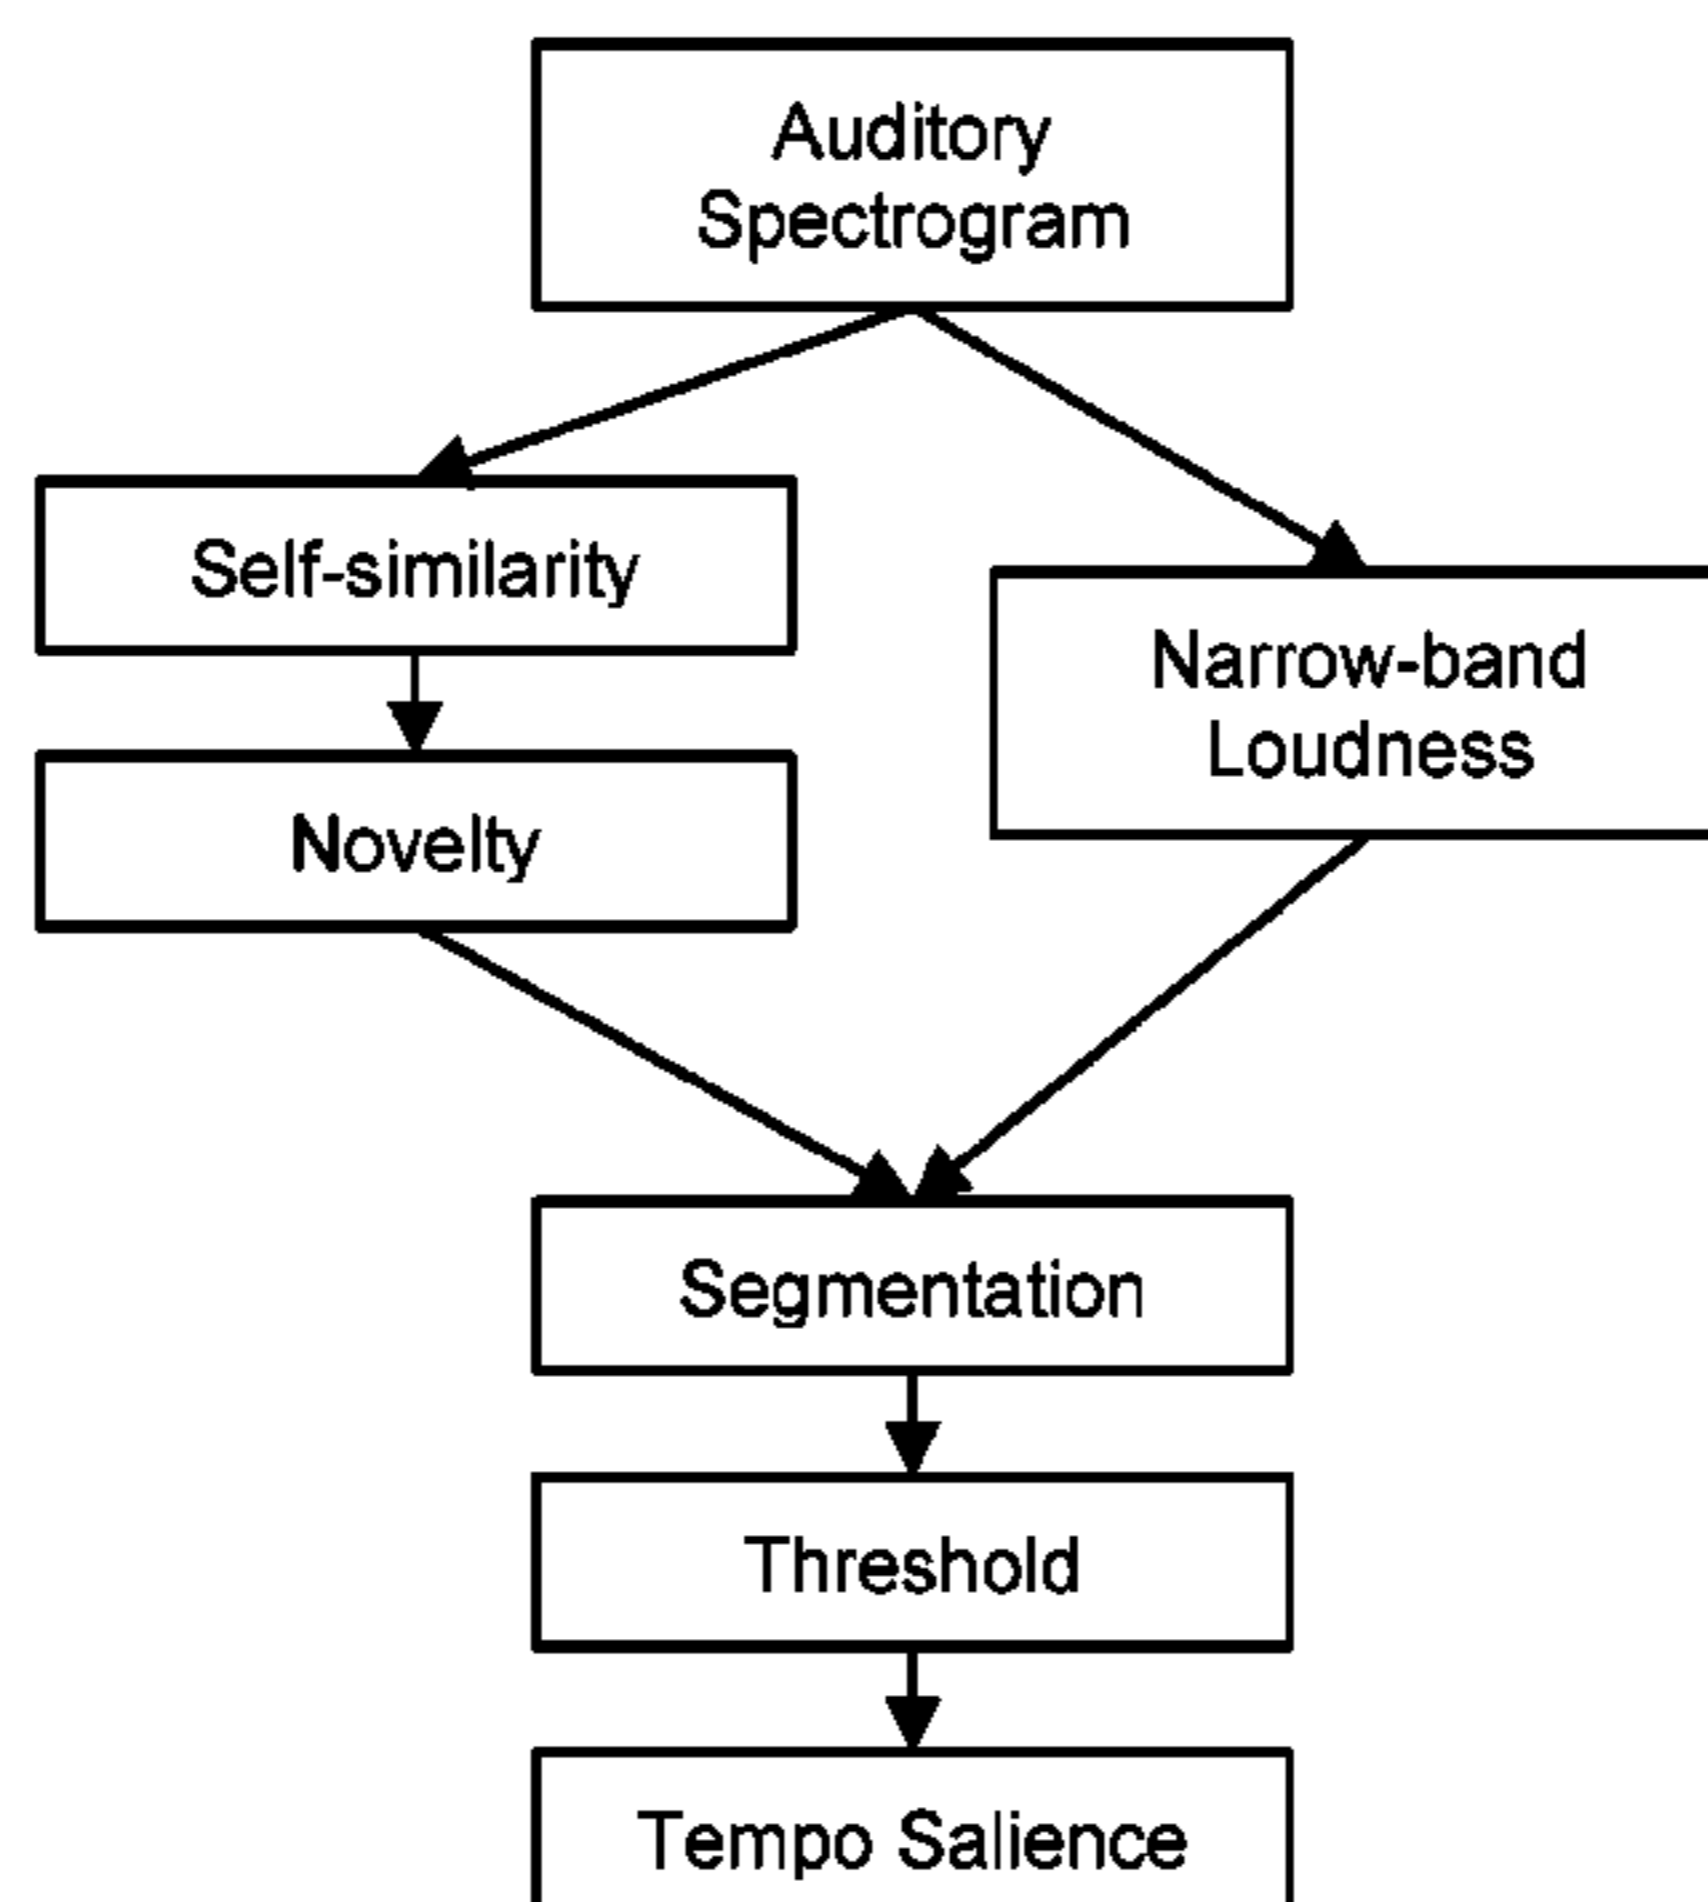 Auditory
Spectrogram
Self-similarity
Narrow-band
Loudness
Novelty
Segmentation
Threshold
Tempo Salience